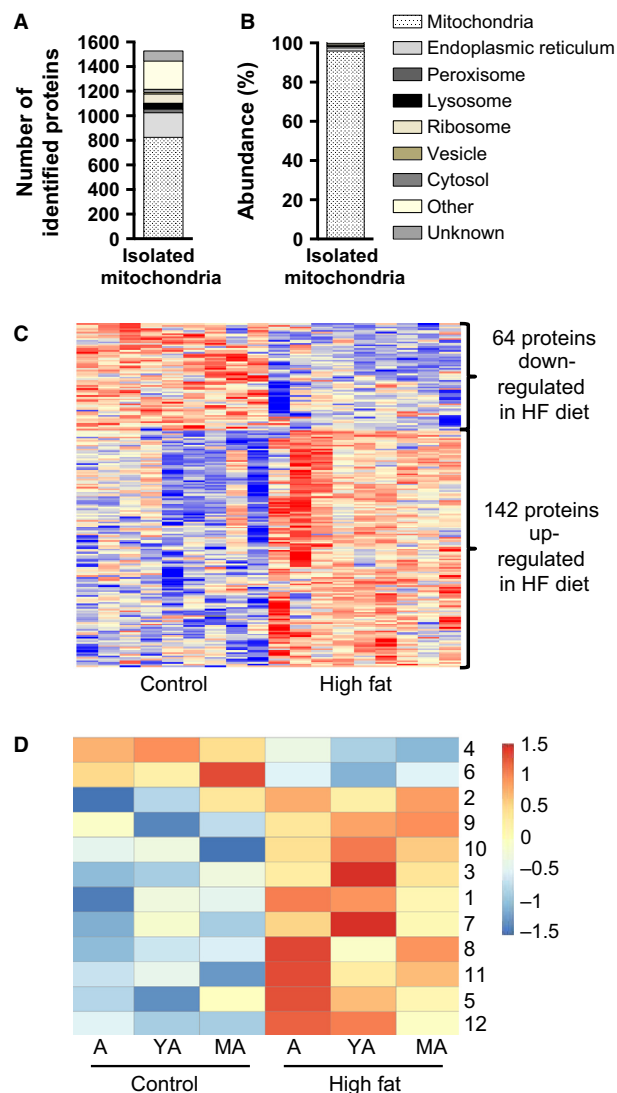 A
Number of
identified proteins
1600
1400
1200
1000
800
600
400
200
0
Isolated
mitochondria
B
Abundance (%)
100
80
60
40
20
0
Isolated
mitochondria
Mitochondria
Endoplasmic reticulum
Peroxisome
Lysosome
Ribosome
Vesicle
Cytosol
Other
Unknown
C
64 proteins
down-
regulated
in HF diet
142 proteins
up-
regulated
in HF diet
Control High fat
D
4
6
2
9
10
3
1
7
8
11
5
12
1.5
1
0.5
0
−0.5
−1
−1.5
A YA MA A YA MA
Control High fat